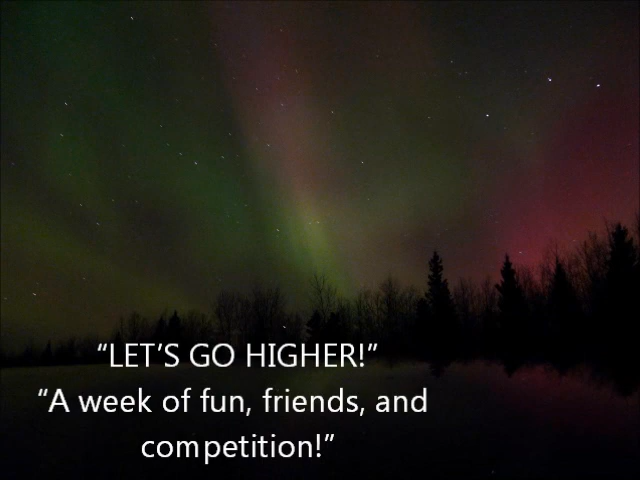 “LET’S GO HIGHER!”
“A week of fun, friends, and
competition!”